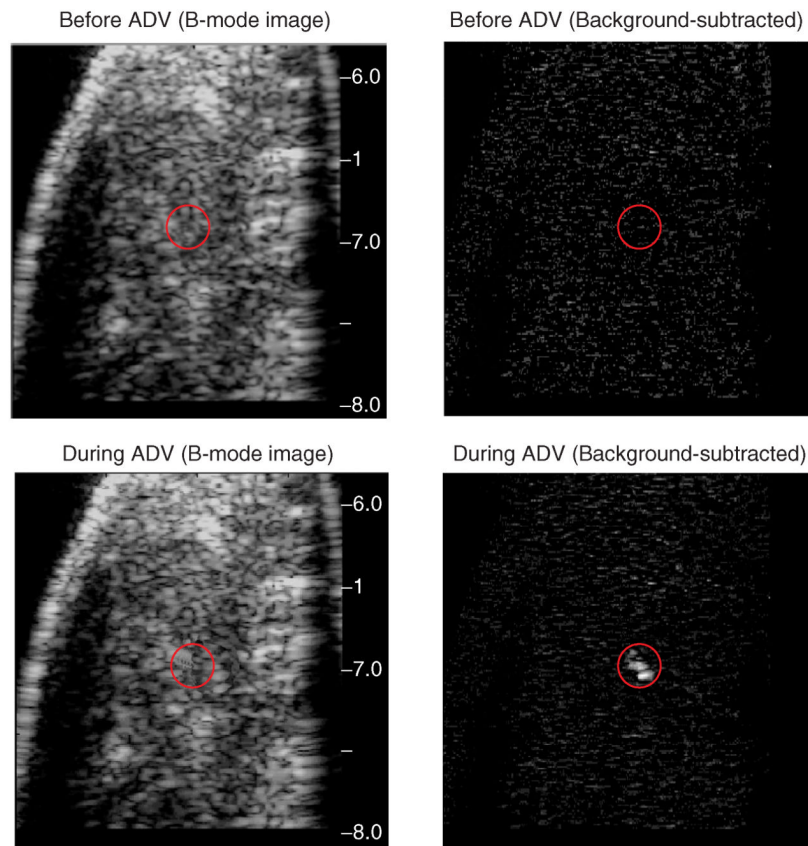 Before ADV (B-mode image)
Before ADV (Background-subtracted)
–6.0
–1
–7.0
–
–8.0
During ADV (B-mode image)
During ADV (Background-subtracted)
–6.0
–1
–7.0
–
–8.0